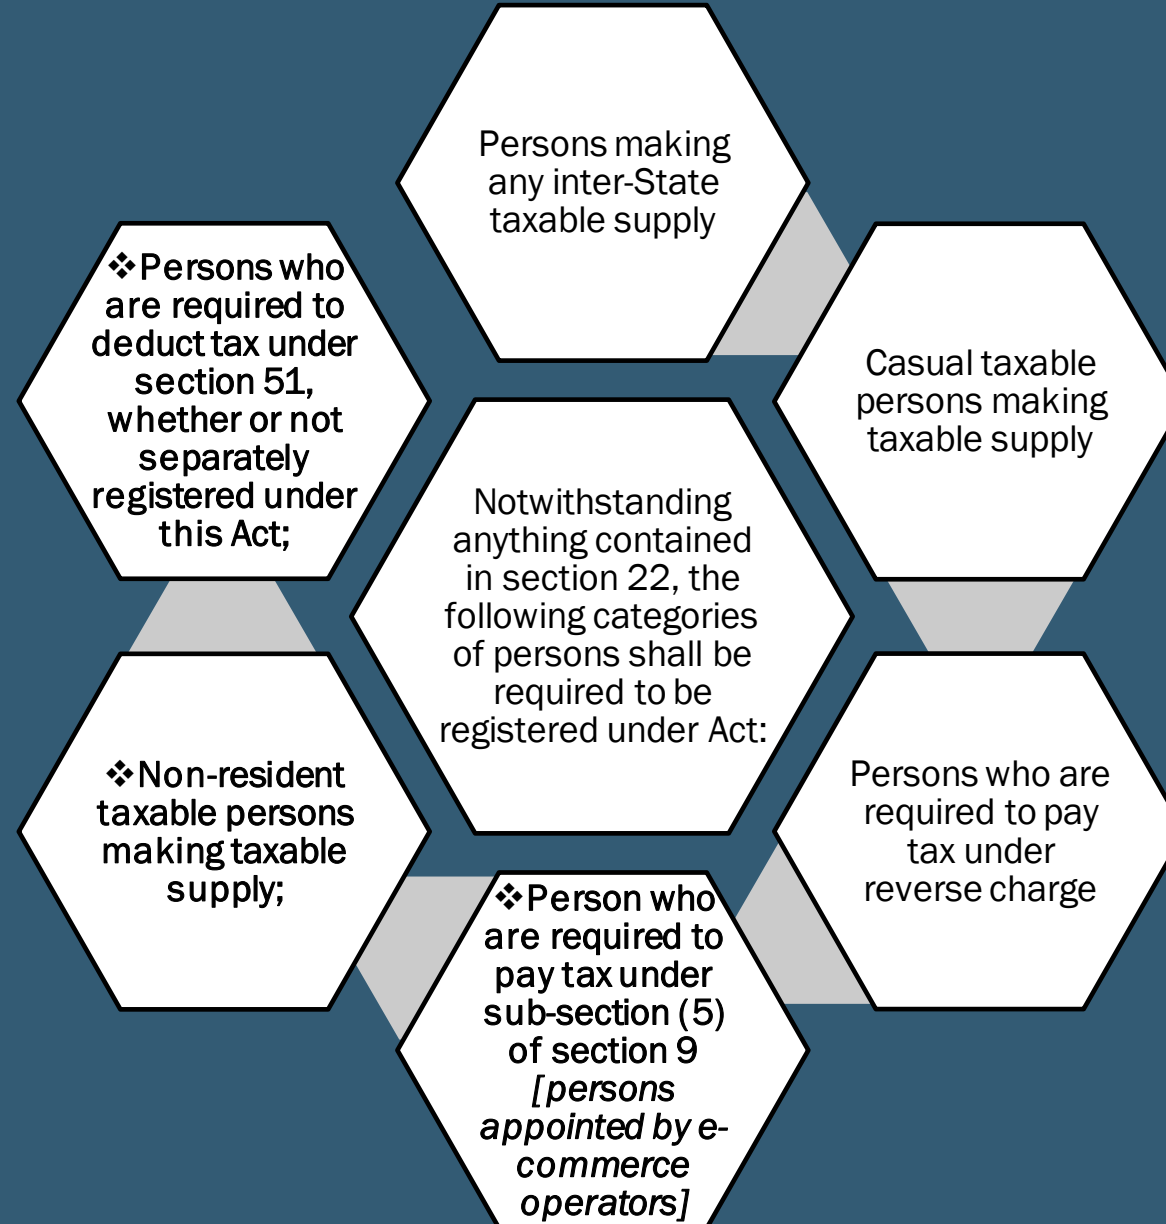 Persons making
any inter-State
taxable supply
Casual taxable
persons making
taxable supply
Persons who are
required to pay
tax under
reverse charge
❖Person who
are required to
pay tax under
sub-section (5)
of section 9
[persons
appointed by e-
commerce
operators]
❖Non-resident
taxable persons
making taxable
supply;
❖Persons who
are required to
deduct tax under
section 51,
whether or not
separately
registered under
this Act;
Notwithstanding
anything contained
in section 22, the
following categories
of persons shall be
required to be
registered under Act: